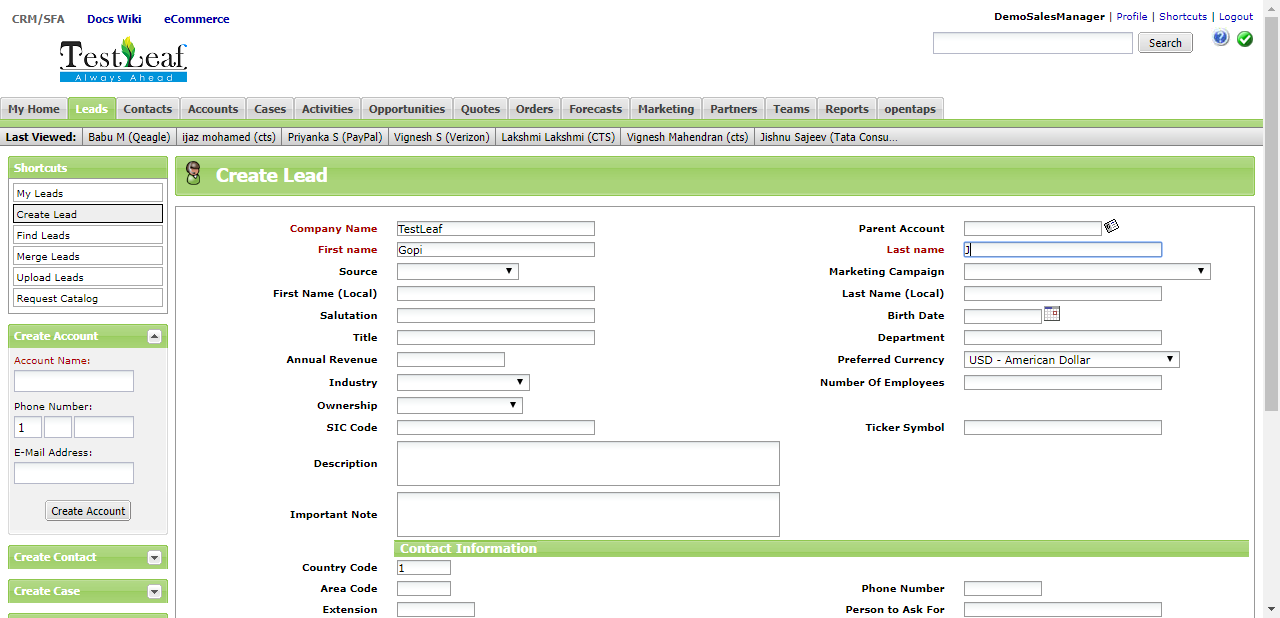 CRM/SFA Docs Wiki eCommerce
DemoSalesManager | Profile | Shortcuts | Logout
TestLeaf
Always Ahead
Search
My Home Leads Contacts Accounts Cases Activities Opportunities Quotes Orders Forecasts Marketing Partners Teams Reports opentaps
Last Viewed: Babu M (Qeagle) ijaz mohamed (cts) Priyanka S (PayPal) Vignesh S (Verizon) Lakshmi Lakshmi (CTS) Vignesh Mahendran (cts) Jishnu Sajeev (Tata Consu...
Shortcuts
My Leads
Create Lead
Find Leads
Merge Leads
Upload Leads
Request Catalog
Create Account
Account Name:
Phone Number:
1
E-Mail Address:
Create Account
Create Contact
Create Case
Create Lead
Company Name TestLeaf Parent Account
First name Gopi Last name J
Source Marketing Campaign
First Name (Local) Last Name (Local)
Salutation Birth Date
Title Department
Annual Revenue Preferred Currency USD - American Dollar
Industry Number Of Employees
Ownership
SIC Code Ticker Symbol
Description
Important Note
Contact Information
Country Code 1
Area Code Phone Number
Extension Person to Ask For